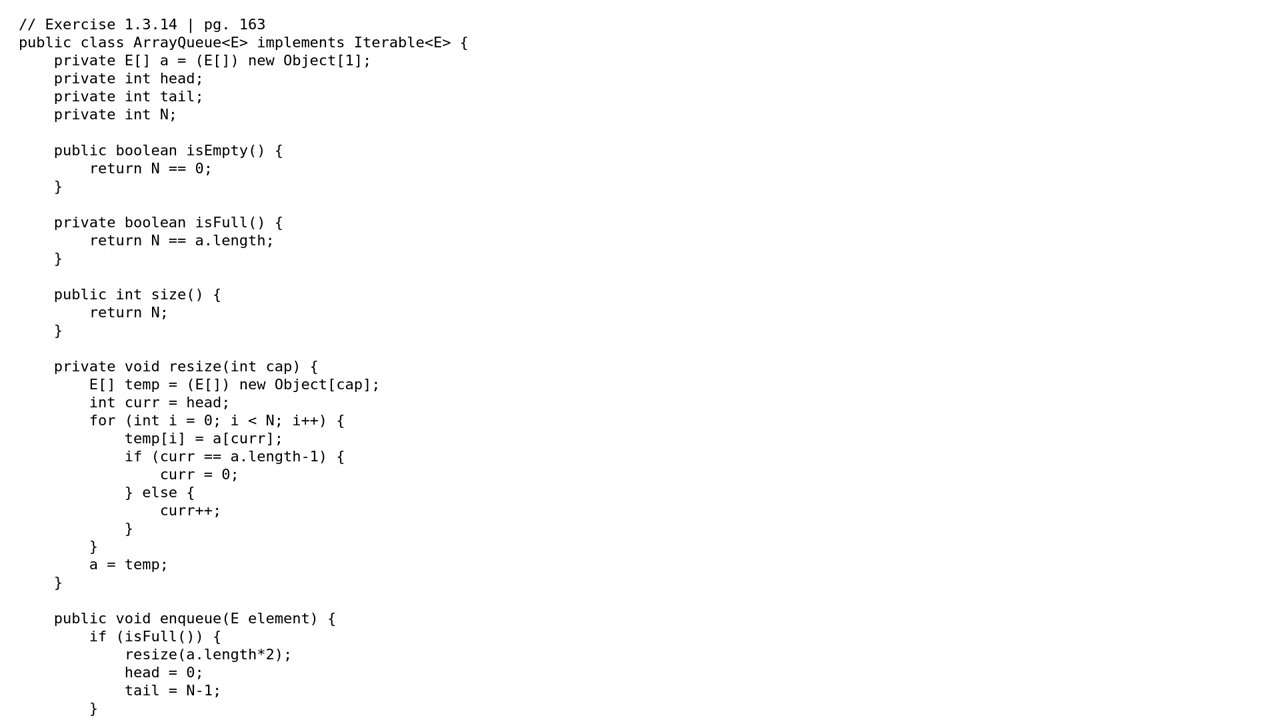 // Exercise 1.3.14 | pg. 163
public class ArrayQueue<E> implements Iterable<E> {
    private E[] a = (E[]) new Object[1];
    private int head;
    private int tail;
    private int N;

    public boolean isEmpty() {
        return N == 0;
    }

    private boolean isFull() {
        return N == a.length;
    }

    public int size() {
        return N;
    }

    private void resize(int cap) {
        E[] temp = (E[]) new Object[cap];
        int curr = head;
        for (int i = 0; i < N; i++) {
            temp[i] = a[curr];
            if (curr == a.length-1) {
                curr = 0;
            } else {
                curr++;
            }
        }
        a = temp;
    }

    public void enqueue(E element) {
        if (isFull()) {
            resize(a.length*2);
            head = 0;
            tail = N-1;
        }